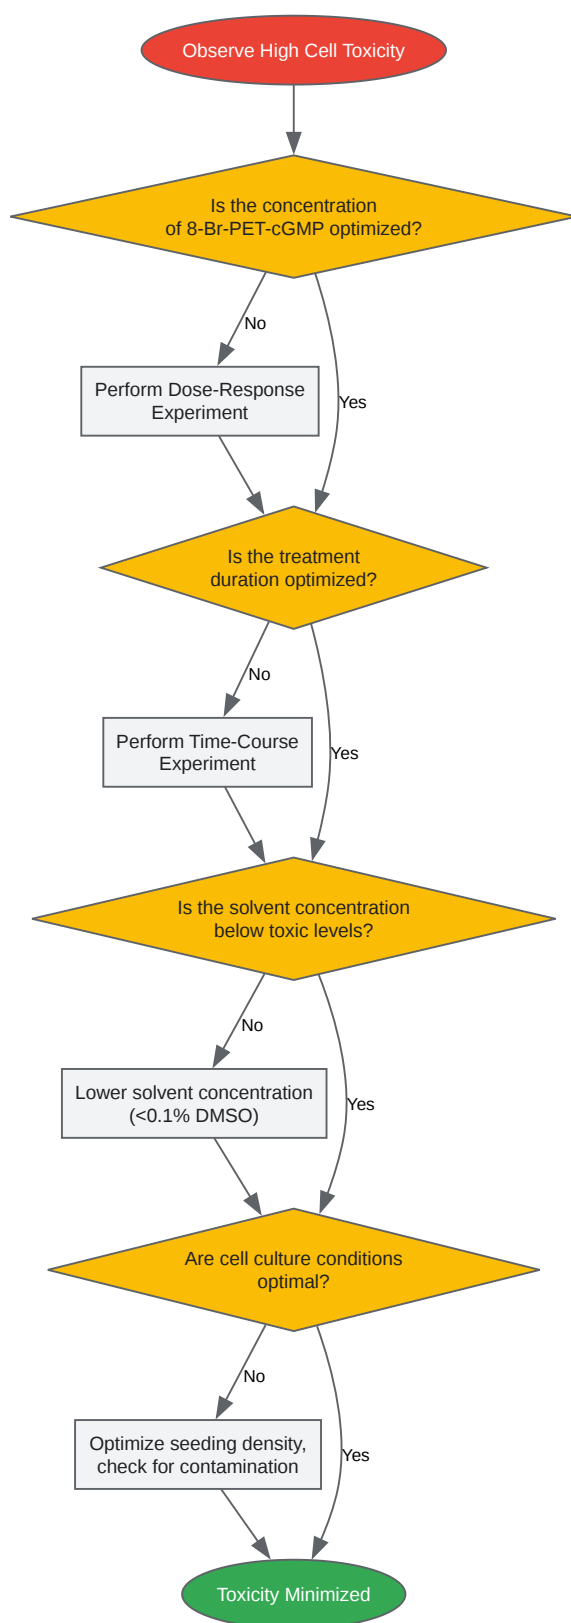 Observe High Cell Toxicity
Is the concentration
of 8-Br-PET-cGMP optimized?
No
Perform Dose-Response
Experiment
Yes
Is the treatment
duration optimized?
No
Perform Time-Course
Experiment
Yes
Is the solvent concentration
below toxic levels?
No
Lower solvent concentration
(<0.1% DMSO)
Yes
Are cell culture conditions
optimal?
No
Optimize seeding density,
check for contamination
Yes
Toxicity Minimized